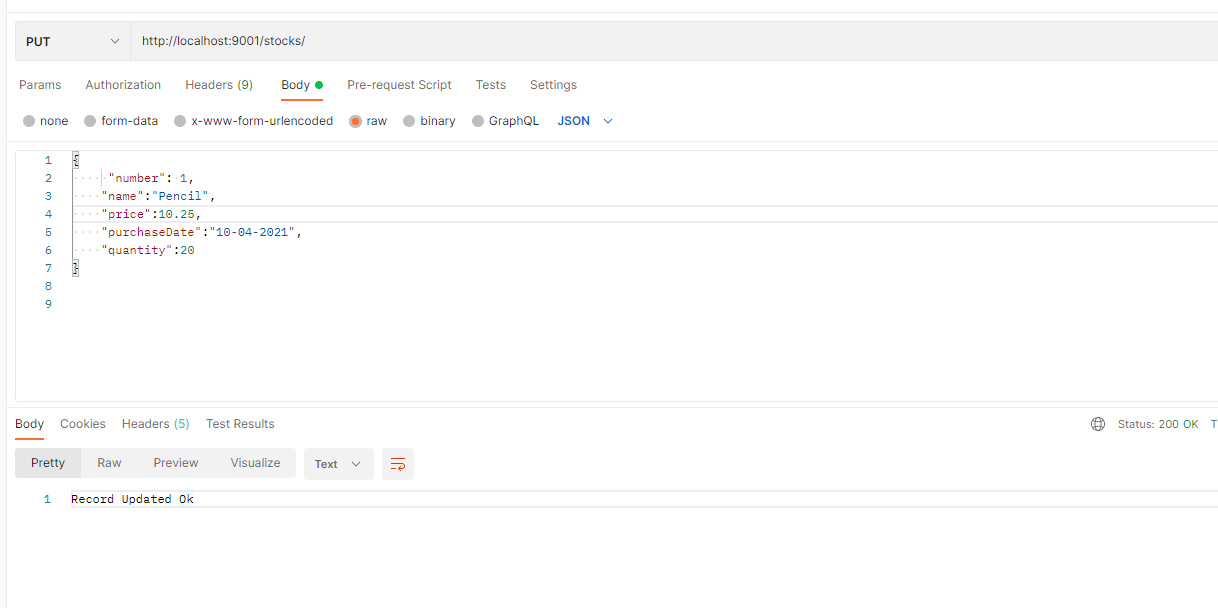 PUT http://localhost:9001/stocks/
Params Authorization Headers (9) Body Pre-request Script Tests Settings
none form-data x-www-form-urlencoded raw binary GraphQL JSON
1 {
2 "number": 1,
3 "name":"Pencil",
4 "price":10.25,
5 "purchaseDate":"10-04-2021",
6 "quantity":20
7 }
8
9
Body Cookies Headers (5) Test Results Status: 200 OK T
Pretty Raw Preview Visualize Text
1 Record Updated Ok